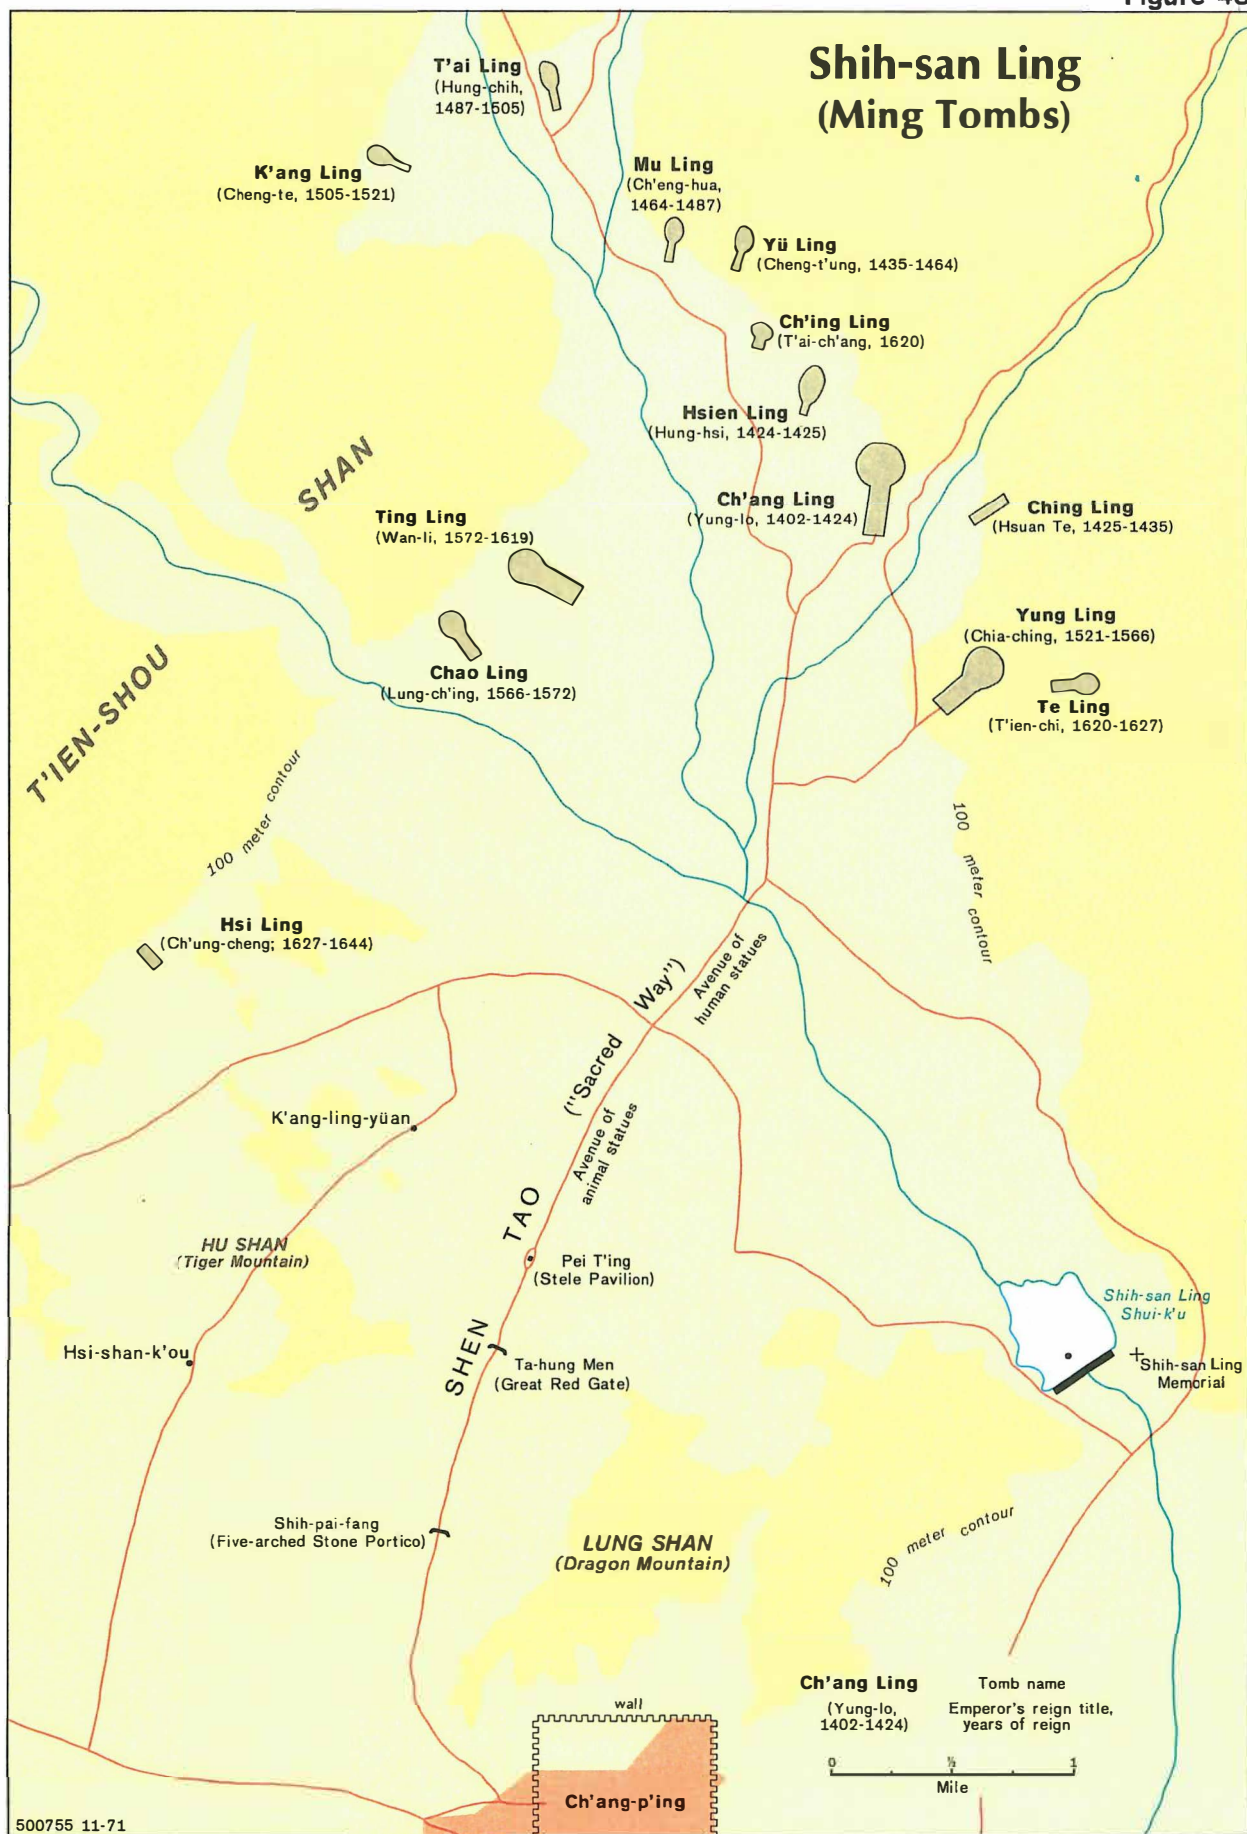 Shih-san Ling
(Ming Tombs)
T'ai Ling
(Hung-chih,
1487-1505)
K'ang Ling
(Cheng-te, 1505-1521)
Mu Ling
(Ch'eng-hua,
1464-1487)
Yü Ling
(Cheng-t'ung, 1435-1464)
Ch'ing Ling
(T'ai-ch'ang, 1620)
Hsien Ling
(Hung-hsi, 1424-1425)
Ch'ang Ling
(Yung-lo, 1402-1424)
Ching Ling
(Hsuan Te, 1425-1435)
SHAN
Ting Ling
(Wan-li, 1572-1619)
Yung Ling
(Chia-ching, 1521-1566)
Chao Ling
(Lung-ch'ing, 1566-1572)
Te Ling
(T'ien-chi, 1620-1627)
T'IEN-SHOU
100 meter contour
100 meter contour
Hsi Ling
(Ch'ung-cheng; 1627-1644)
Avenue of
human statues
SHEN TAO ("Sacred Way")
Avenue of
animal statues
K'ang-ling-yüan
HU SHAN
(Tiger Mountain)
Pei T'ing
(Stele Pavilion)
Shih-san Ling
Shui-k'u
Hsi-shan-k'ou
Ta-hung Men
(Great Red Gate)
Shih-san Ling
Memorial
Shih-pai-fang
(Five-arched Stone Portico)
LUNG SHAN
(Dragon Mountain)
100 meter contour
Ch'ang Ling
(Yung-lo,
1402-1424)
Tomb name
Emperor's reign title,
years of reign
wall
0 ½ 1
Mile
Ch'ang-p'ing
500755 11-71